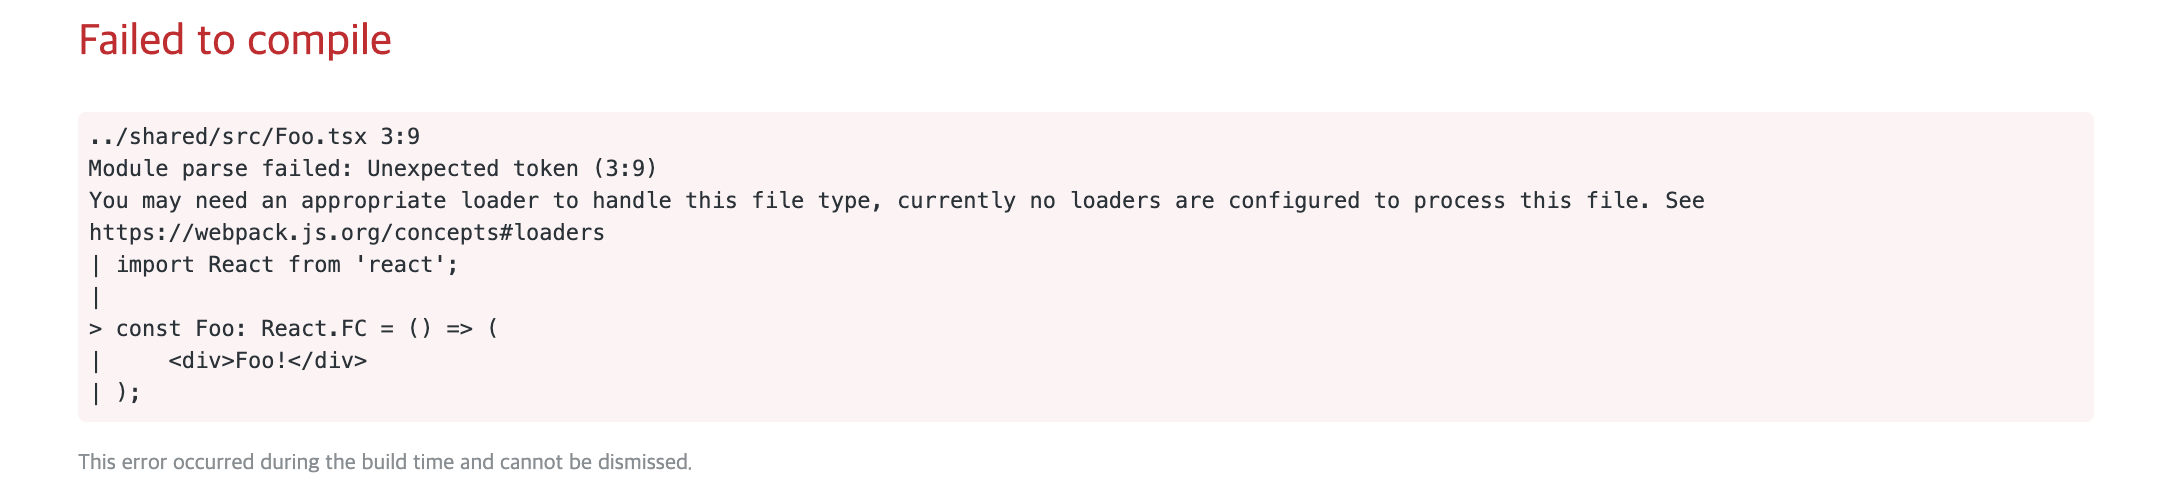 Failed to compile
../shared/src/Foo.tsx 3:9
Module parse failed: Unexpected token (3:9)
You may need an appropriate loader to handle this file type, currently no loaders are configured to process this file. See
https://webpack.js.org/concepts#loaders
| import React from 'react';
|
> const Foo: React.FC = () => (
|     <div>Foo!</div>
| );
This error occurred during the build time and cannot be dismissed.